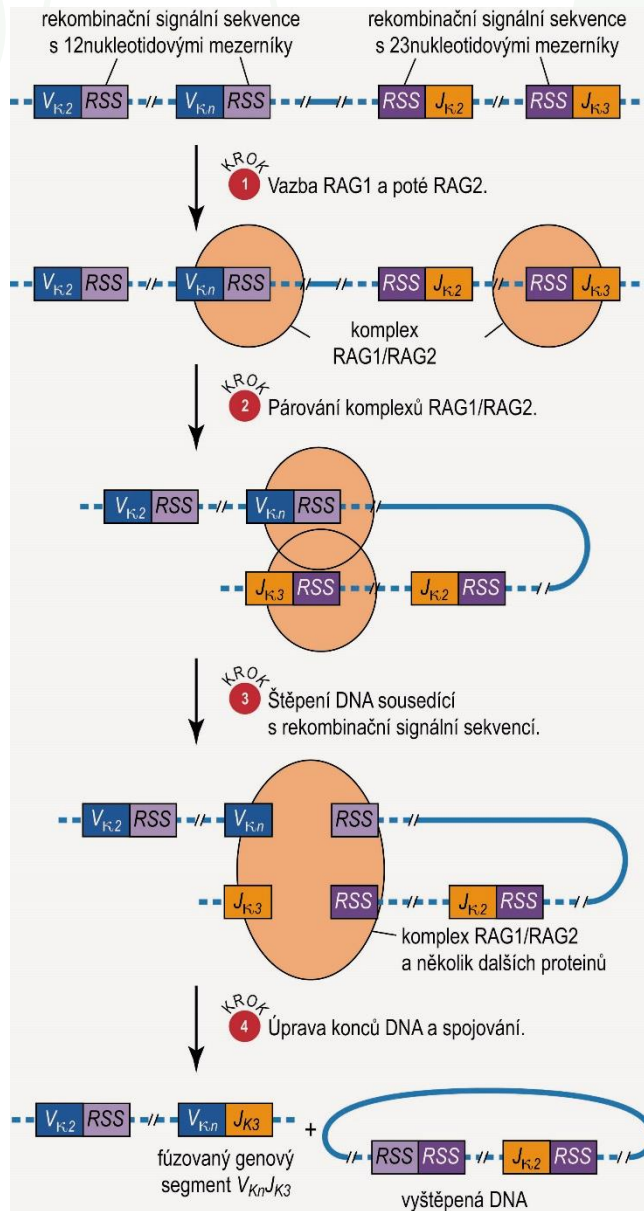 rekombinační signální sekvence
s 12nukleotidovými mezerníky
rekombinační signální sekvence
s 23nukleotidovými mezerníky
Vκ2 RSS Vκn RSS RSS Jκ2 RSS Jκ3
KROK
1 Vazba RAG1 a poté RAG2.
Vκ2 RSS Vκn RSS RSS Jκ2 RSS Jκ3
komplex
RAG1/RAG2
KROK
2 Párování komplexů RAG1/RAG2.
Vκ2 RSS Vκn RSS
Jκ3 RSS Jκ2 RSS
KROK
3 Štěpení DNA sousedící
s rekombinační signální sekvencí.
Vκ2 RSS Vκn RSS
Jκ3 RSS Jκ2 RSS
komplex RAG1/RAG2
a několik dalších proteinů
KROK
4 Úprava konců DNA a spojování.
Vκ2 RSS Vκn JK3 +
RSS RSS Jκ2 RSS
fúzovaný genový
segment VKnJK3
vyštěpená DNA